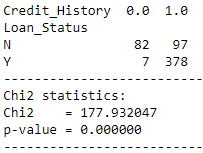 Credit_History  0.0  1.0
Loan_Status
N                82   97
Y                 7  378
--------------------------
Chi2 statistics:
Chi2    = 177.932047
p-value = 0.000000
--------------------------